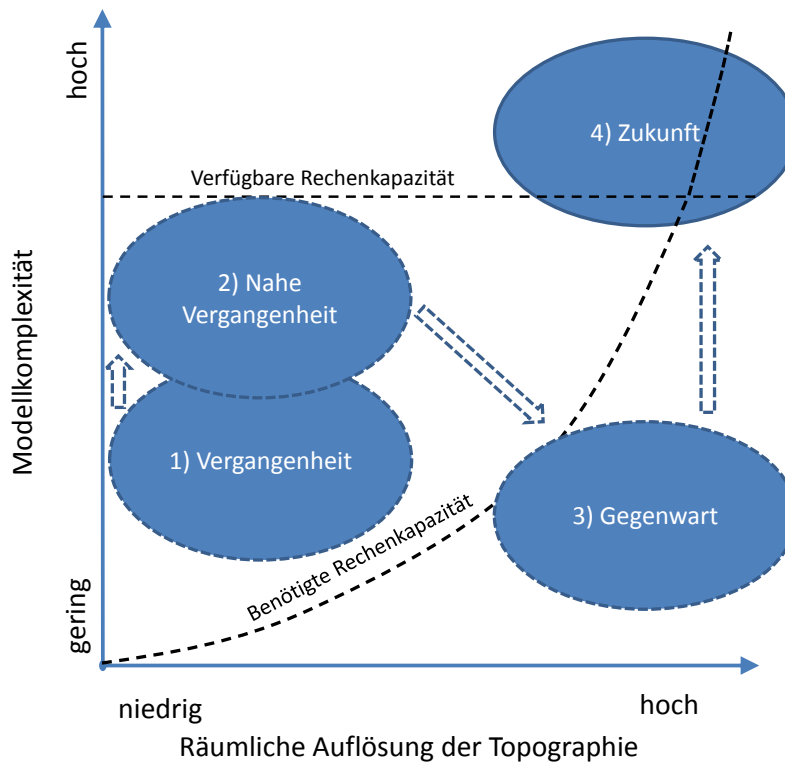 hoch
4) Zukunft
Verfügbare Rechenkapazität
Modellkomplexität
2) Nahe
Vergangenheit
1) Vergangenheit
3) Gegenwart
Benötigte Rechenkapazität
gering
niedrig
hoch
Räumliche Auflösung der Topographie